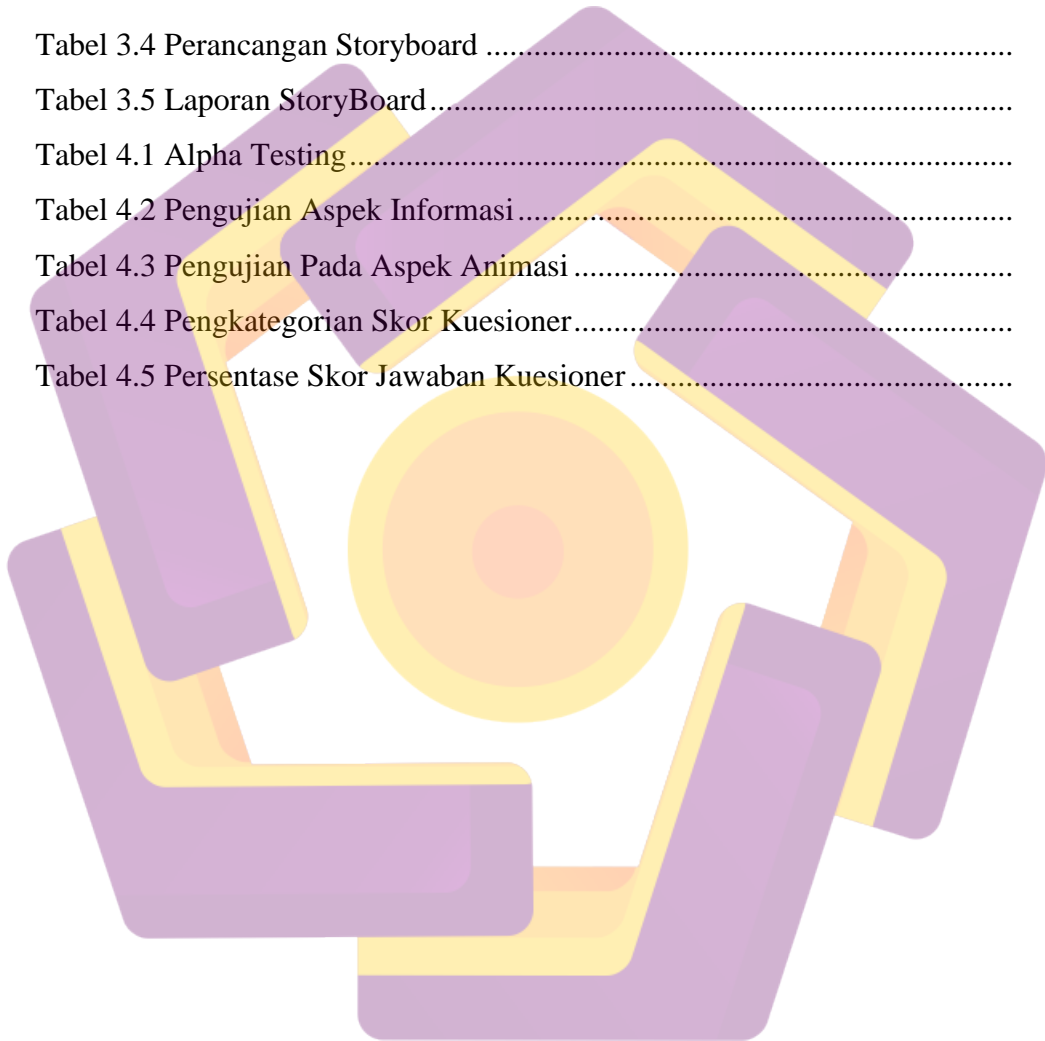 Tabel 3.4 Perancangan Storyboard ..................................................................
Tabel 3.5 Laporan StoryBoard.........................................................................
Tabel 4.1 Alpha Testing...................................................................................
Tabel 4.2 Pengujian Aspek Informasi..............................................................
Tabel 4.3 Pengujian Pada Aspek Animasi .......................................................
Tabel 4.4 Pengkategorian Skor Kuesioner.......................................................
Tabel 4.5 Persentase Skor Jawaban Kuesioner ................................................